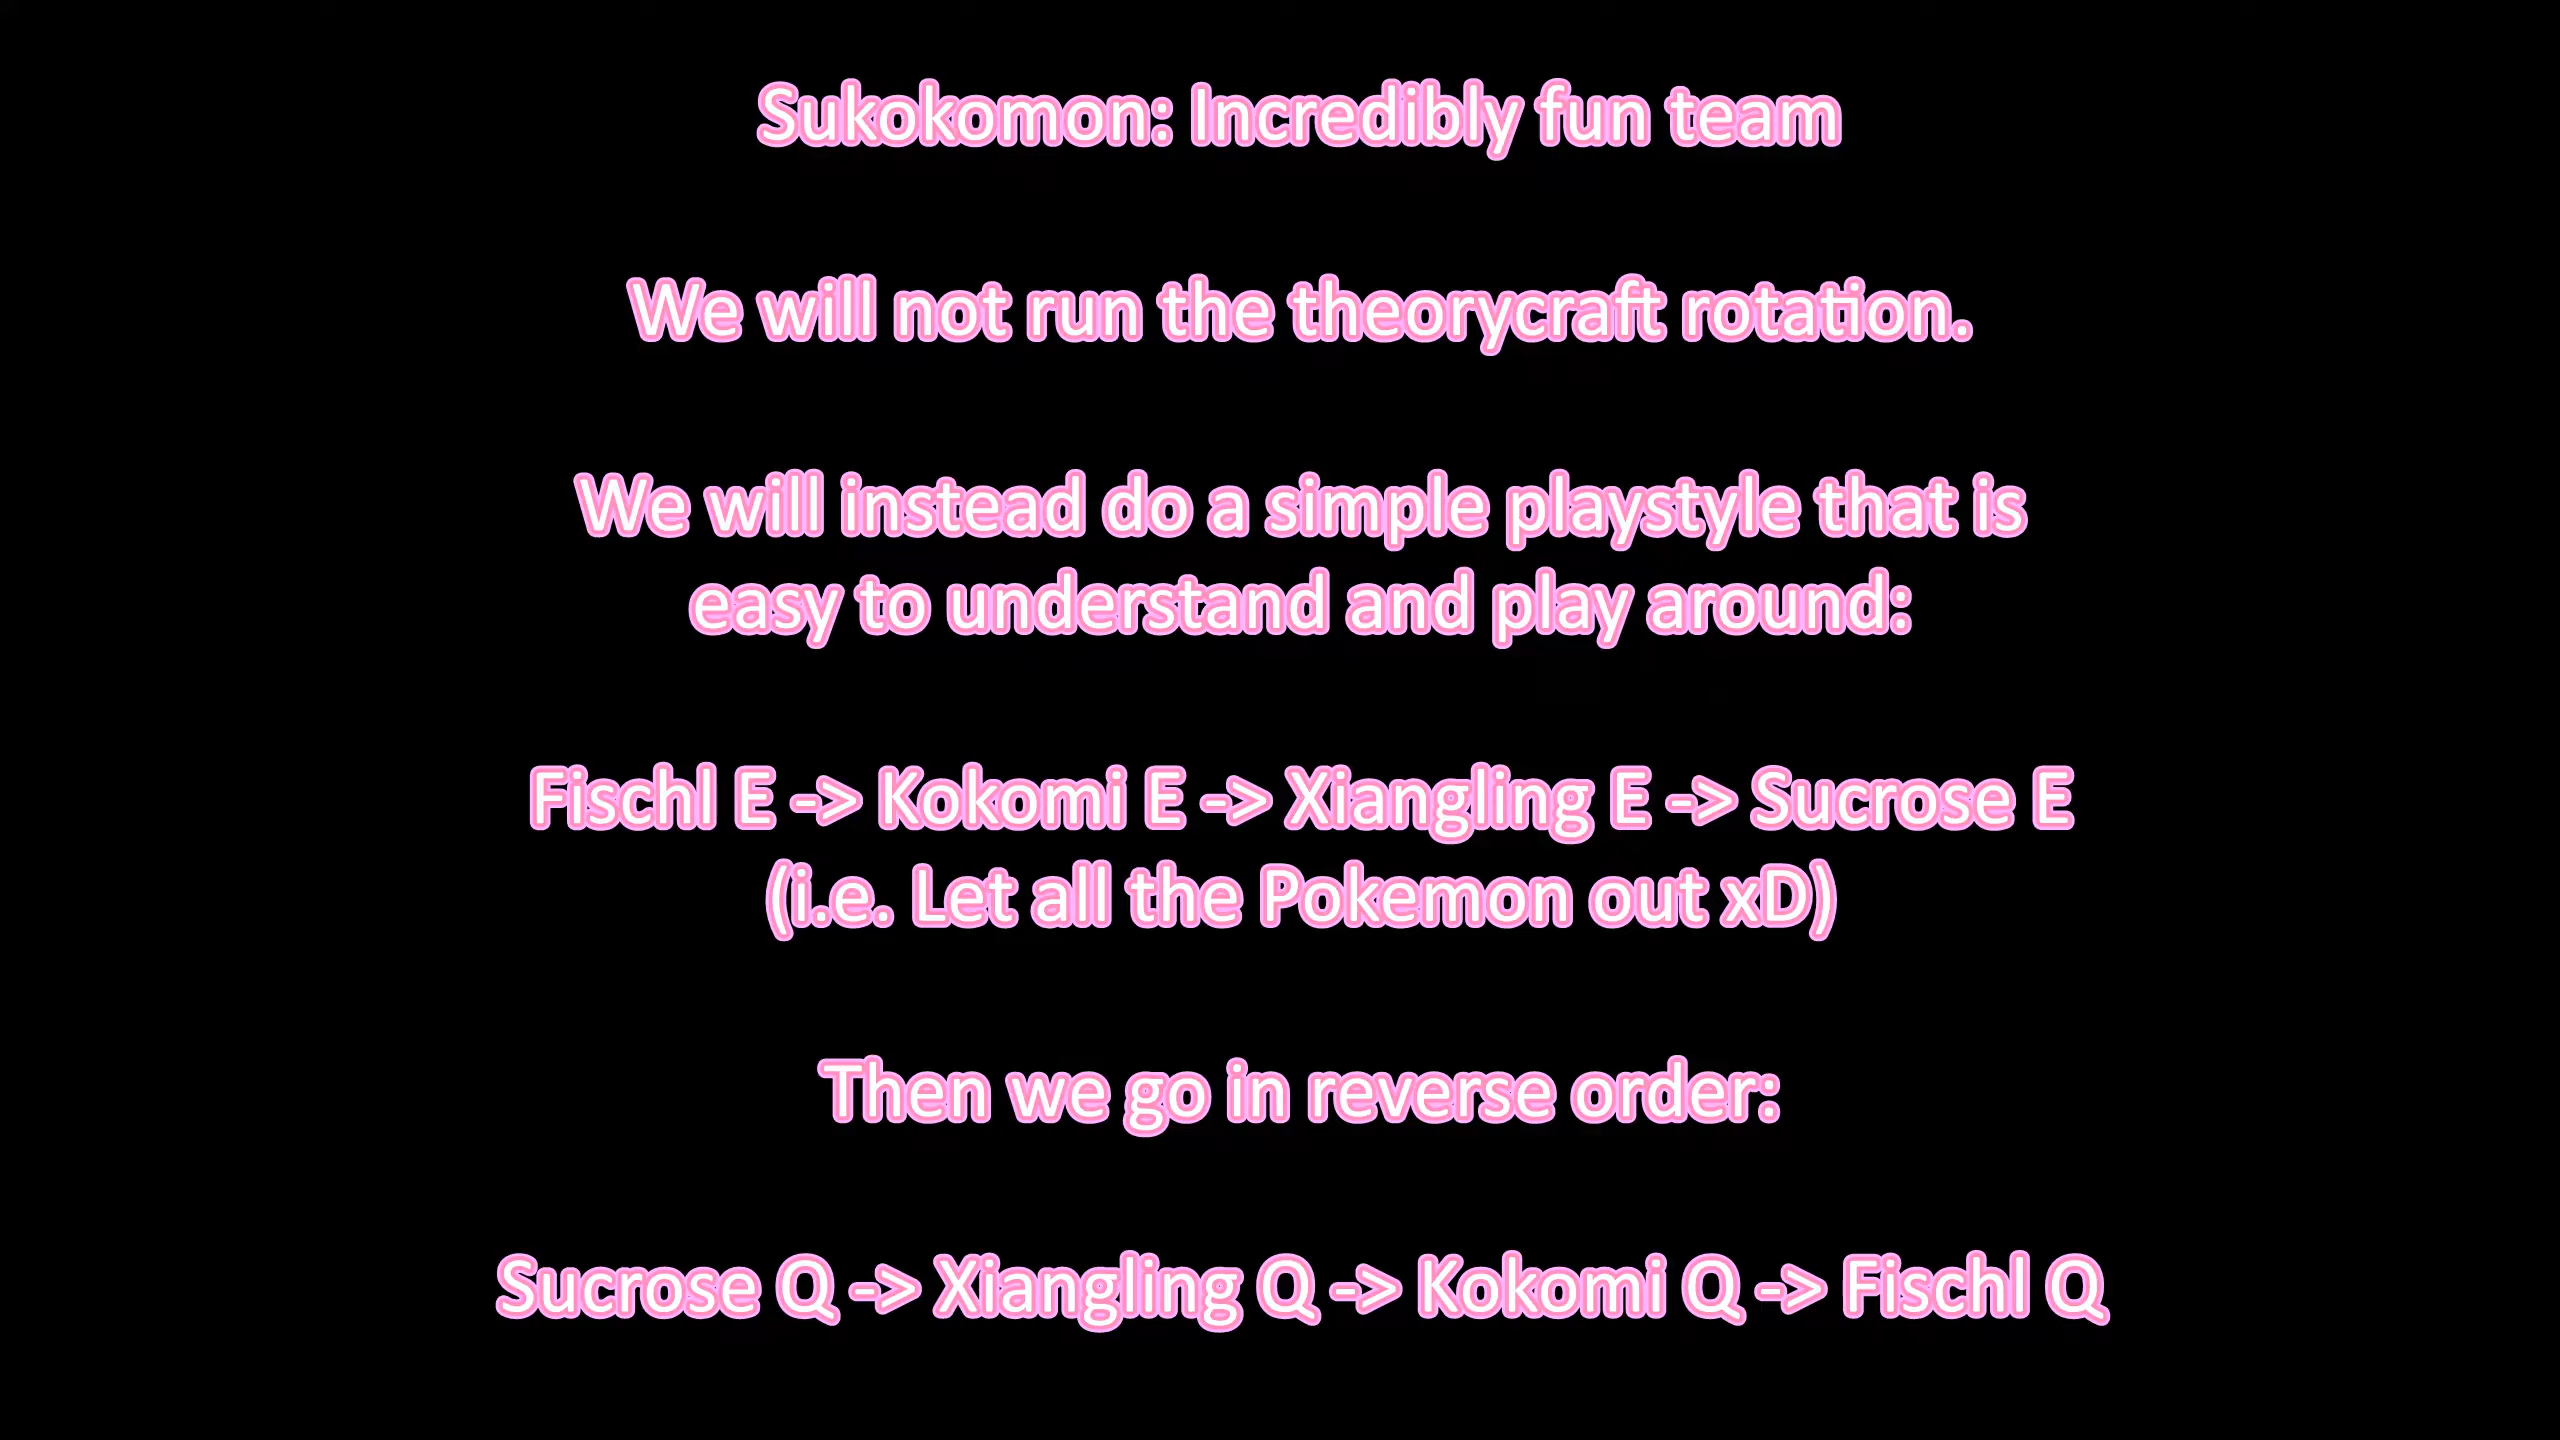 Sukokomon: Incredibly fun team
We will not run the theorycraft rotation.
We will instead do a simple playstyle that is
easy to understand and play around:
Fischl E -> Kokomi E -> Xiangling E -> Sucrose E
(i.e. Let all the Pokemon out xD)
Then we go in reverse order:
Sucrose Q -> Xiangling Q -> Kokomi Q -> Fischl Q